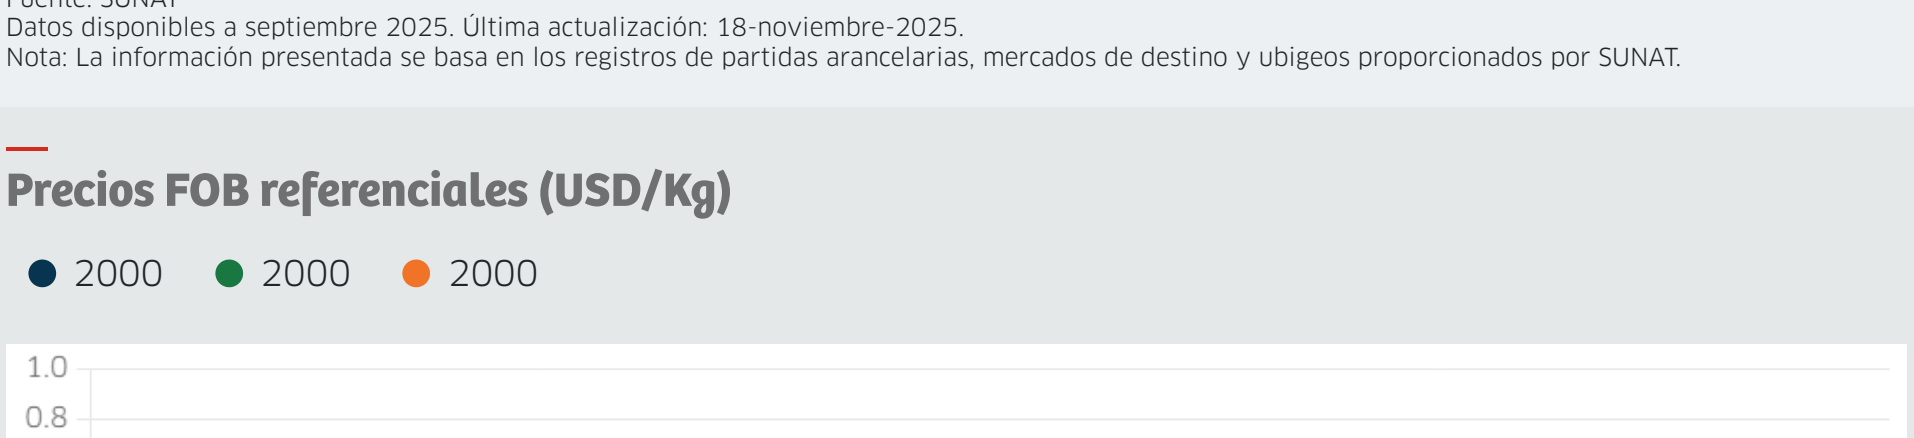 Fuente: SUNAT
Datos disponibles a septiembre 2025. Última actualización: 18-noviembre-2025.
Nota: La información presentada se basa en los registros de partidas arancelarias, mercados de destino y ubigeos proporcionados por SUNAT.
Precios FOB referenciales (USD/Kg)
2000 2000 2000
1.0
0.8